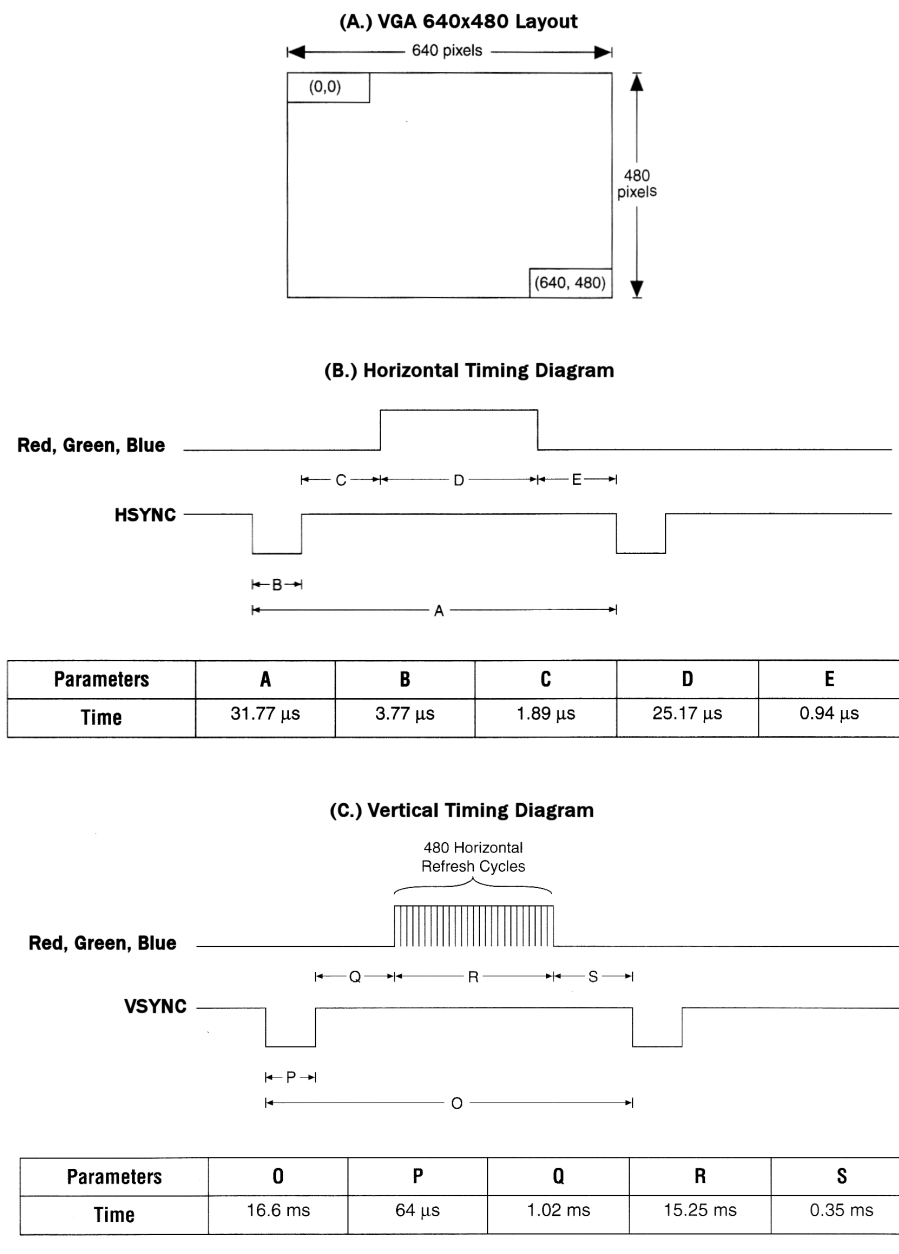 (A.) VGA 640x480 Layout
640 pixels
(0,0)
480
pixels
(640, 480)
(B.) Horizontal Timing Diagram
Red, Green, Blue
C D E
HSYNC
B
A
Parameters A B C D E
Time 31.77 μs 3.77 μs 1.89 μs 25.17 μs 0.94 μs
(C.) Vertical Timing Diagram
480 Horizontal
Refresh Cycles
Red, Green, Blue
Q R S
VSYNC
P
O
Parameters O P Q R S
Time 16.6 ms 64 μs 1.02 ms 15.25 ms 0.35 ms